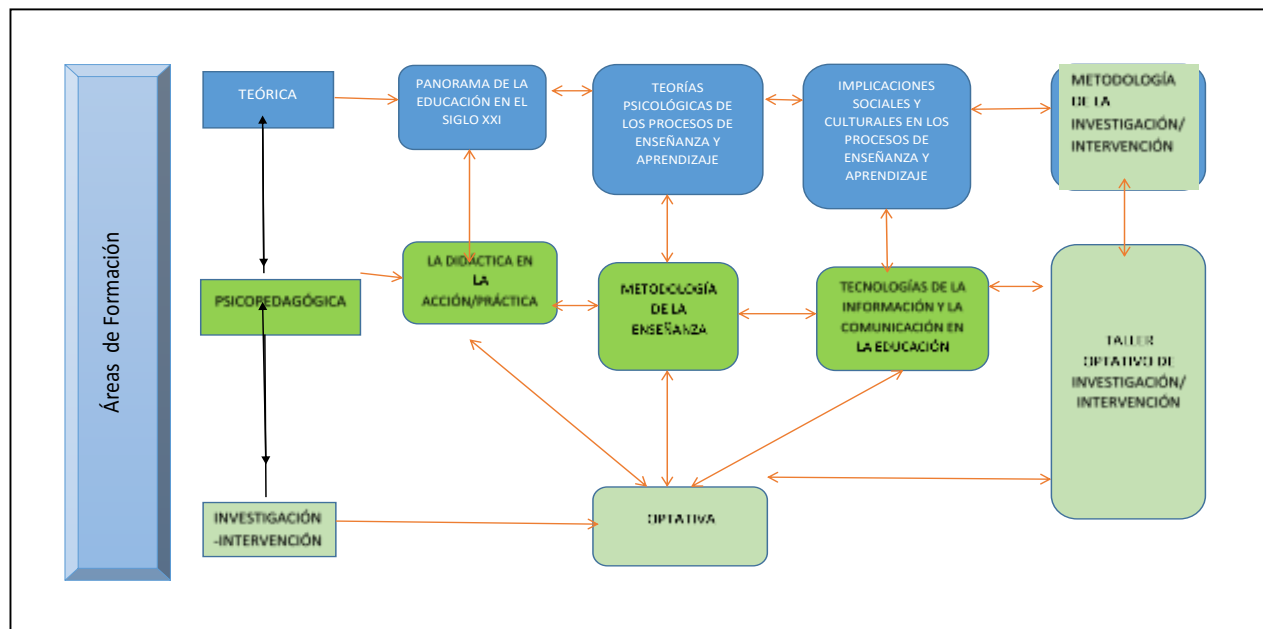 Áreas de Formación
TEÓRICA
PANORAMA DE LA
EDUCACIÓN EN EL
SIGLO XXI
TEORÍAS
PSICOLÓGICAS DE
LOS PROCESOS DE
ENSEÑANZA Y
APRENDIZAJE
IMPLICACIONES
SOCIALES Y
CULTURALES EN LOS
PROCESOS DE
ENSEÑANZA Y
APRENDIZAJE
METODOLOGÍA
DE LA
INVESTIGACIÓN/
INTERVENCIÓN
PSICOPEDAGÓGICA
LA DIDÁCTICA EN
LA
ACCIÓN/PRÁCTICA
METODOLOGÍA
DE LA
ENSEÑANZA
TECNOLOGÍAS DE LA
INFORMACIÓN Y LA
COMUNICACIÓN EN
LA EDUCACIÓN
TALLER
OPTATIVO DE
INVESTIGACIÓN/
INTERVENCIÓN
INVESTIGACIÓN
-INTERVENCIÓN
OPTATIVA